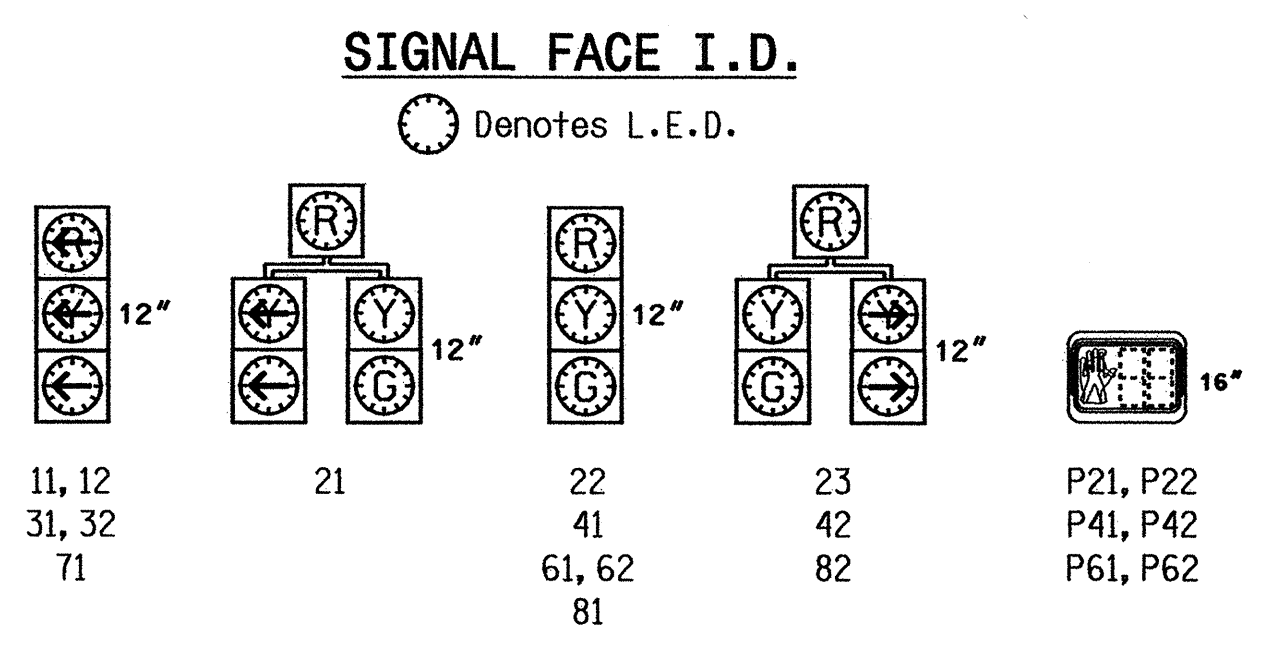 SIGNAL FACE I.D.
Denotes L.E.D.
R
Y
12"
R
Y
Y
G
12"
R
Y
G
12"
R
Y
Y
G
12"
16"
11, 12
31, 32
71
21
22
41
61, 62
81
23
42
82
P21, P22
P41, P42
P61, P62